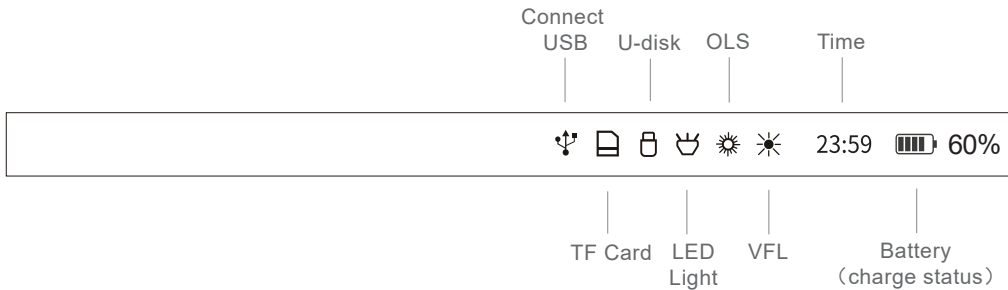 Connect
USB U-disk OLS Time
23:59 60%
TF Card LED VFL Battery
Light （charge status）